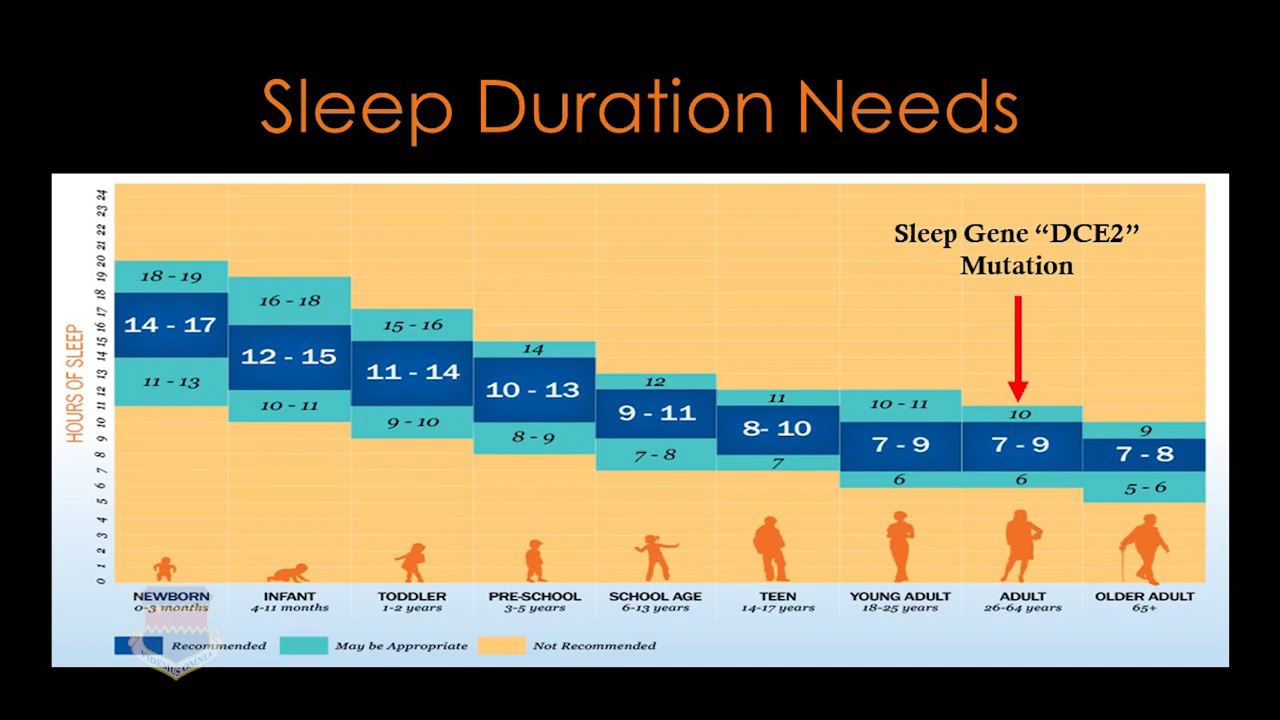 Sleep Duration Needs
HOURS OF SLEEP
24
23
22
21
20
19
18
17
16
15
14
13
12
11
10
9
8
7
6
5
4
3
2
1
0
Sleep Gene “DCE2”
Mutation
18 - 19
14 - 17
11 - 13
16 - 18
12 - 15
10 - 11
15 - 16
11 - 14
9 - 10
14
10 - 13
8 - 9
12
9 - 11
7 - 8
11
8- 10
7
10 - 11
7 - 9
6
10
7 - 9
6
9
7 - 8
5 - 6
NEWBORN
0-3 months
INFANT
4-11 months
TODDLER
1-2 years
PRE-SCHOOL
3-5 years
SCHOOL AGE
6-13 years
TEEN
14-17 years
YOUNG ADULT
18-25 years
ADULT
26-64 years
OLDER ADULT
65+
Recommended
May be Appropriate
Not Recommended
VIDEMUS OMNIA